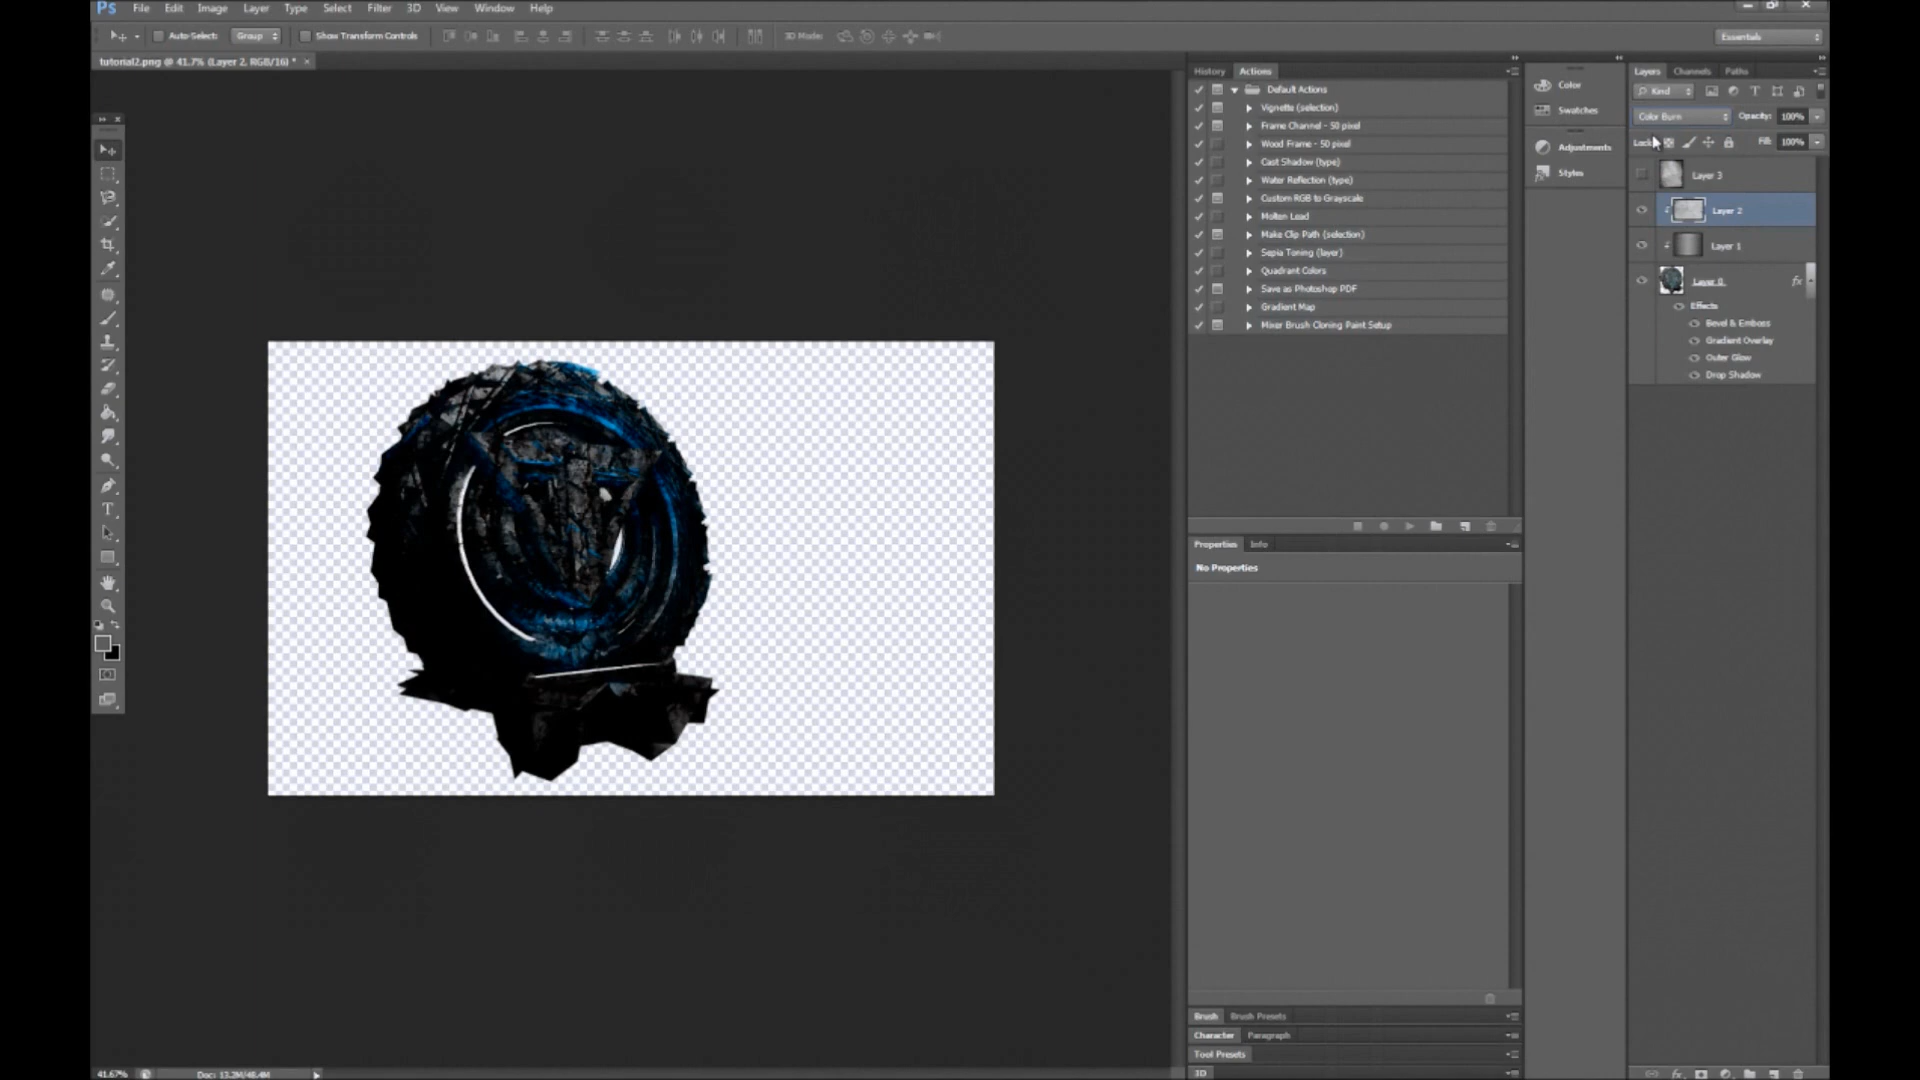 Ps File Edit Image Layer Type Select Filter 3D View Window Help
Auto-Select: Group Show Transform Controls 3D Mode: Essentials
tutorial2.png @ 41.7% (Layer 2, RGB/16) * ×
History Actions
Default Actions
Vignette (selection)
Frame Channel - 50 pixel
Wood Frame - 50 pixel
Cast Shadow (type)
Water Reflection (type)
Custom RGB to Grayscale
Molten Lead
Make Clip Path (selection)
Sepia Toning (layer)
Quadrant Colors
Save as Photoshop PDF
Gradient Map
Mixer Brush Cloning Paint Setup
Properties Info
No Properties
Brush Brush Presets
Character Paragraph
Tool Presets
3D
Color
Swatches
Adjustments
Styles
Layers Channels Paths
Kind
Color Burn Opacity: 100%
Lock: Fill: 100%
Layer 3
Layer 2
Layer 1
Layer 0 fx
Effects
Bevel & Emboss
Gradient Overlay
Outer Glow
Drop Shadow
41.67% Doc: 13.2M/48.4M